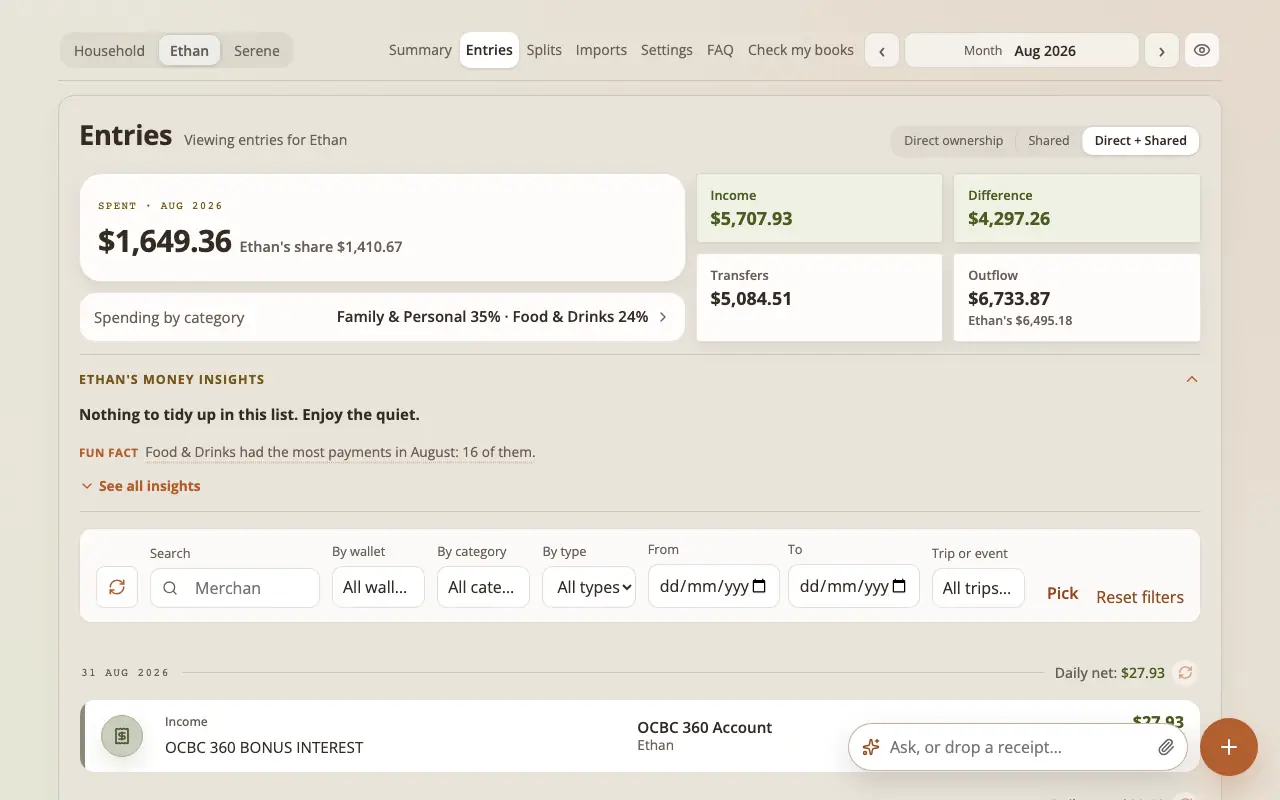 Household Ethan Serene Summary Entries Splits Imports Settings FAQ Check my books ‹ Month Aug 2026 ›
Entries Viewing entries for Ethan Direct ownership Shared Direct + Shared
SPENT · AUG 2026
$1,649.36 Ethan's share $1,410.67
Income
$5,707.93
Difference
$4,297.26
Transfers
$5,084.51
Outflow
$6,733.87
Ethan's $6,495.18
Spending by category Family & Personal 35% · Food & Drinks 24%
ETHAN'S MONEY INSIGHTS
Nothing to tidy up in this list. Enjoy the quiet.
FUN FACT Food & Drinks had the most payments in August: 16 of them.
See all insights
Search By wallet By category By type From To Trip or event
Merchan All wall... All cate... All types dd/mm/yyy dd/mm/yyy All trips... Pick Reset filters
31 AUG 2026 Daily net: $27.93
Income
OCBC 360 BONUS INTEREST
OCBC 360 Account
Ethan
$27.93
Ask, or drop a receipt...
+